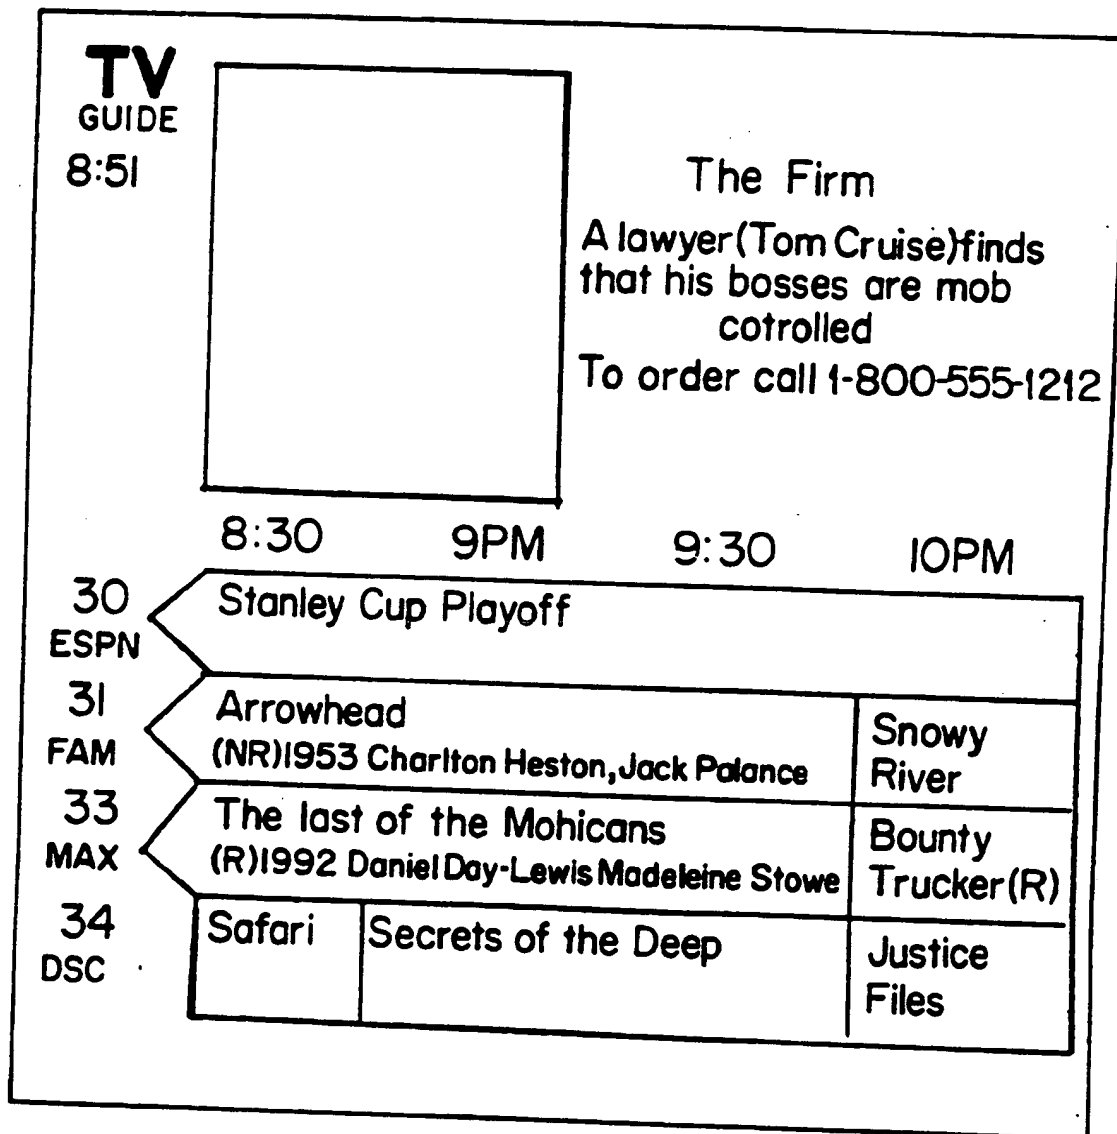 TV
GUIDE
8:51
The Firm
A lawyer(Tom Cruise)finds
that his bosses are mob
cotrolled
To order call 1-800-555-1212
8:30 9PM 9:30 10PM
30 Stanley Cup Playoff
ESPN
31 Arrowhead Snowy
FAM (NR)1953 Charlton Heston, Jack Palance River
33 The last of the Mohicans Bounty
MAX (R)1992 Daniel Day-Lewis Madeleine Stowe Trucker(R)
34 Safari Secrets of the Deep Justice
DSC Files